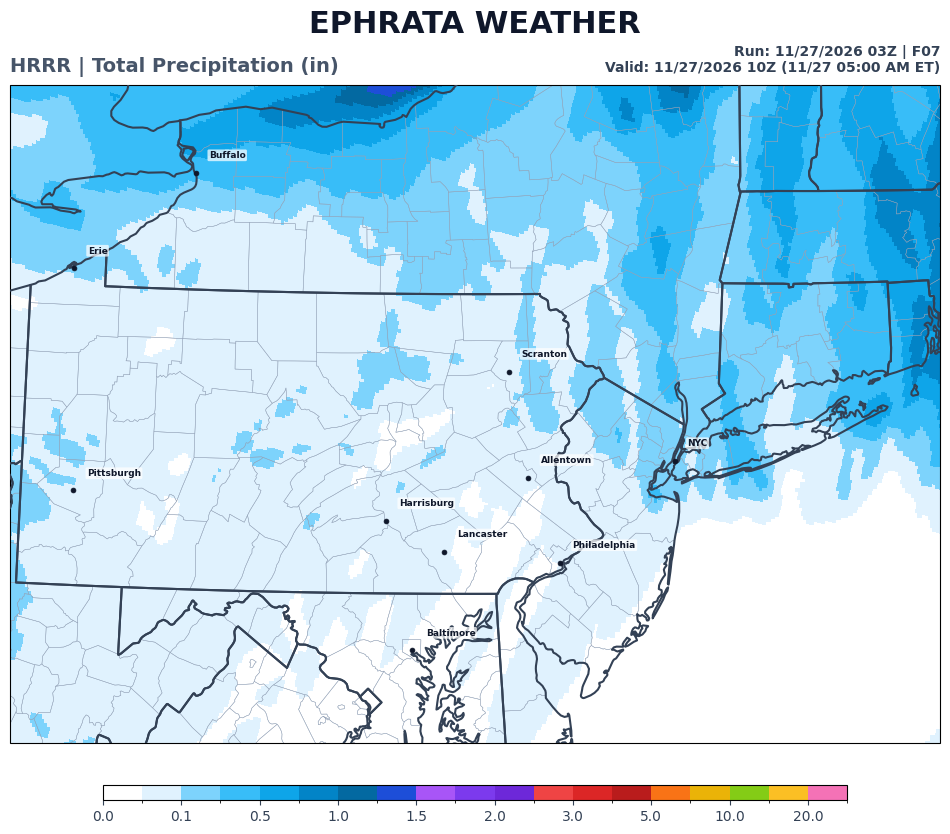 EPHRATA WEATHER
HRRR | Total Precipitation (in)
Run: 11/27/2026 03Z | F07
Valid: 11/27/2026 10Z (11/27 05:00 AM ET)
Buffalo
Erie
Scranton
NYC
Allentown
Pittsburgh
Harrisburg
Lancaster
Philadelphia
Baltimore
0.0 0.1 0.5 1.0 1.5 2.0 3.0 5.0 10.0 20.0